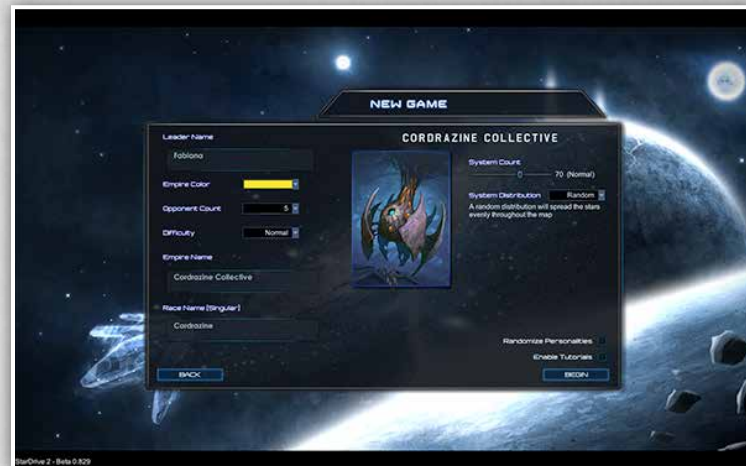 NEW GAME
Leader Name
Fabiona
Empire Color
Opponent Count 5
Difficulty Normal
Empire Name
Cordrazine Collective
Race Name [Singular]
Cordrazine
CORDRAZINE COLLECTIVE
System Count
70 (Normal)
System Distribution Random
A random distribution will spread the stars
evenly throughout the map
Randomize Personalities
Enable Tutorials
BACK
BEGIN
StarDrive 2 - Beta 0.829